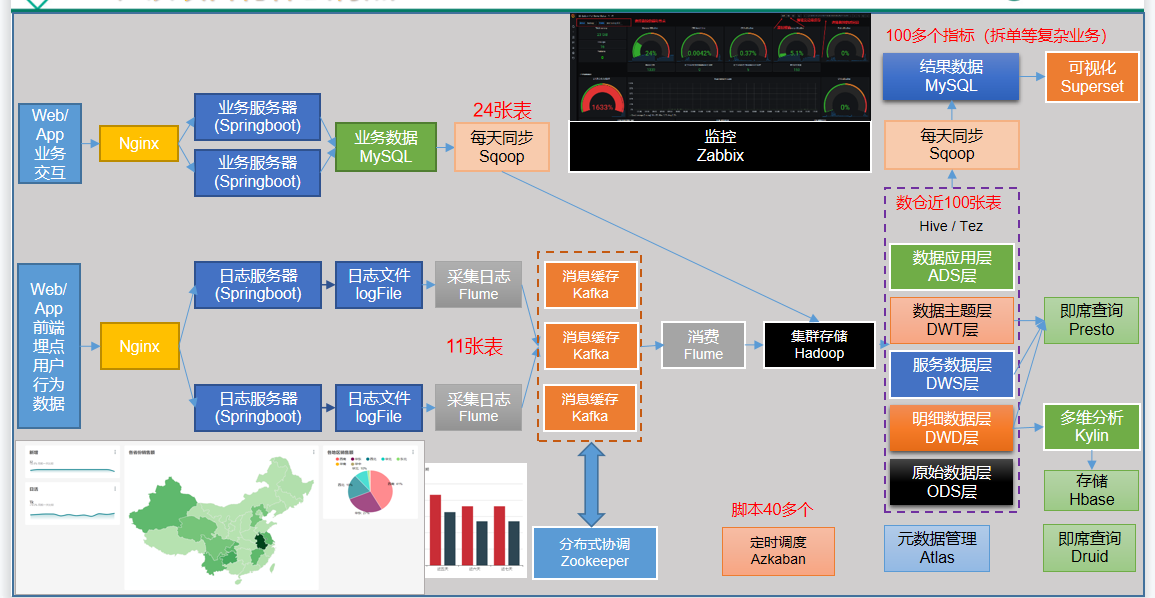 100多个指标（拆单等复杂业务）
24%
0.0042%
0.37%
5.1%
0%
1633%
0%
监控
Zabbix
Web/
App
业务
交互
Nginx
业务服务器
(Springboot)
业务服务器
(Springboot)
业务数据
MySQL
24张表
每天同步
Sqoop
结果数据
MySQL
可视化
Superset
每天同步
Sqoop
数仓近100张表
Hive / Tez
数据应用层
ADS层
数据主题层
DWT层
服务数据层
DWS层
明细数据层
DWD层
原始数据层
ODS层
即席查询
Presto
多维分析
Kylin
存储
Hbase
即席查询
Druid
元数据管理
Atlas
Web/
App
前端
埋点
用户
行为
数据
Nginx
日志服务器
(Springboot)
日志文件
logFile
采集日志
Flume
日志服务器
(Springboot)
日志文件
logFile
采集日志
Flume
11张表
消息缓存
Kafka
消息缓存
Kafka
消息缓存
Kafka
消费
Flume
集群存储
Hadoop
分布式协调
Zookeeper
脚本40多个
定时调度
Azkaban